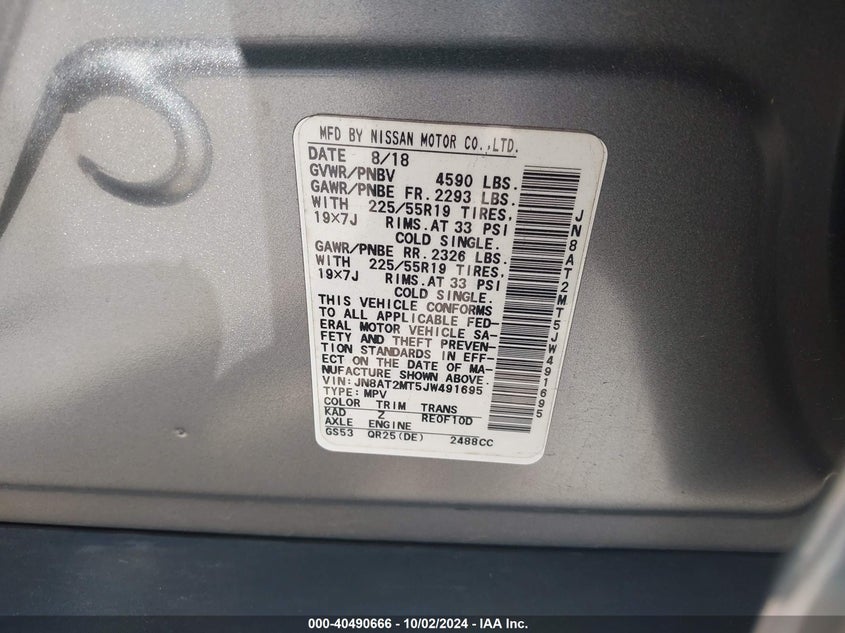 MFD BY NISSAN MOTOR CO.,LTD.
DATE 8/18
GVWR/PNBV 4590 LBS.
GAWR/PNBE FR. 2293 LBS.
WITH 225/55R19 TIRES,
19×7J RIMS.AT 33 PSI
COLD SINGLE.
GAWR/PNBE RR. 2326 LBS.
WITH 225/55R19 TIRES,
19×7J RIMS.AT 33 PSI
COLD SINGLE.
THIS VEHICLE CONFORMS
TO ALL APPLICABLE FED-
ERAL MOTOR VEHICLE SA-
FETY AND THEFT PREVEN-
TION STANDARDS IN EFF-
ECT ON THE DATE OF MA-
NUFACTURE SHOWN ABOVE.
VIN: JN8AT2MT5JW491695
TYPE: MPV
COLOR TRIM TRANS
KAD Z RE0F10D
AXLE ENGINE
GS53 QR25(DE) 2488CC
JN8AT2MT5JW491695
000-40490666 - 10/02/2024 - IAA Inc.